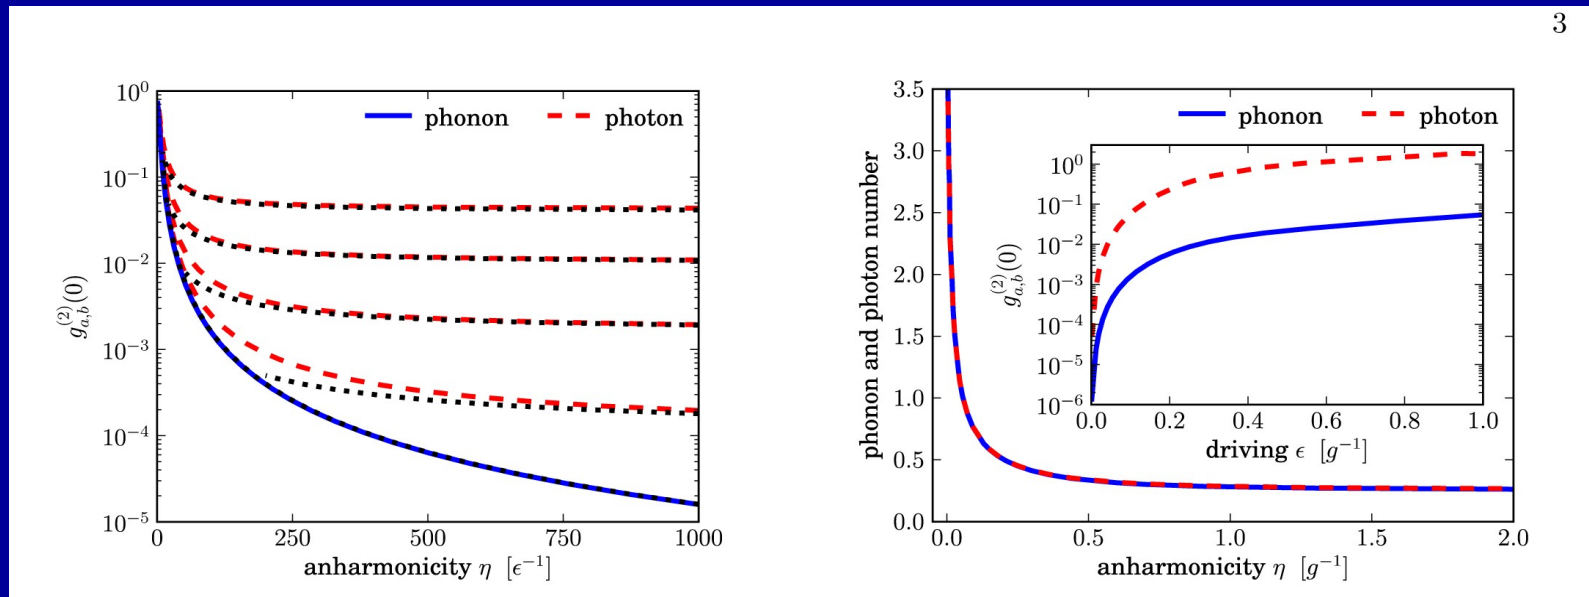 3
10^0
10^{-1}
10^{-2}
10^{-3}
10^{-4}
10^{-5}
g_{a,b}^{(2)}(0)
phonon photon
0 250 500 750 1000
anharmonicity η [ϵ^{-1}]
3.5
3.0
2.5
2.0
1.5
1.0
0.5
0.0
phonon and photon number
phonon photon
10^0
10^{-1}
10^{-2}
10^{-3}
10^{-4}
10^{-5}
10^{-6}
g_{a,b}^{(2)}(0)
0.0 0.2 0.4 0.6 0.8 1.0
driving ϵ [g^{-1}]
0.0 0.5 1.0 1.5 2.0
anharmonicity η [g^{-1}]